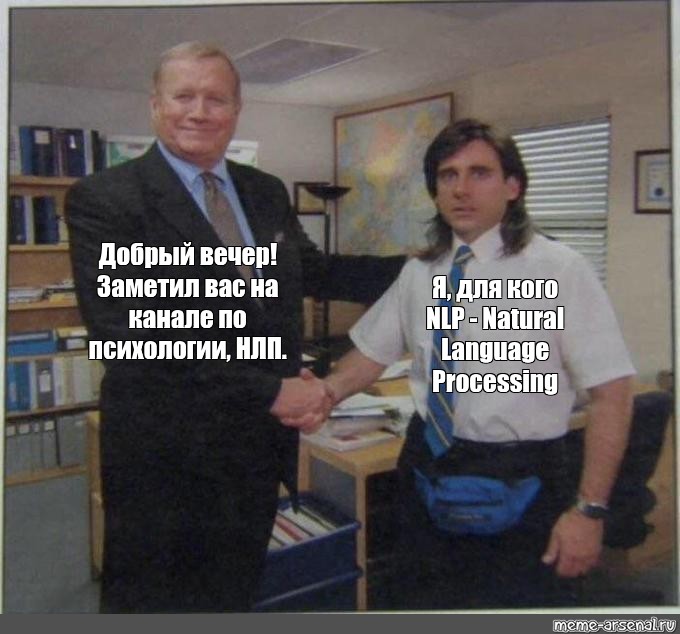 Добрый вечер!
Заметил вас на
канале по
психологии, НЛП.
Я, для кого
NLP - Natural
Language
Processing
meme-arsenal.ru